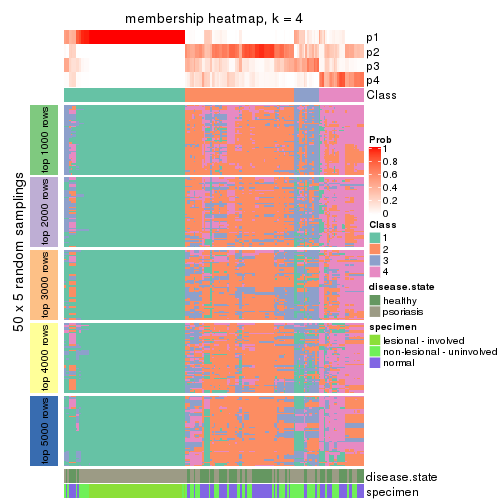 membership heatmap, k = 4
p1
p2
p3
p4
Class
50 x 5 random samplings
top 1000 rows
top 2000 rows
top 3000 rows
top 4000 rows
top 5000 rows
disease.state
specimen
Prob
1
0.8
0.6
0.4
0.2
0
Class
1
2
3
4
disease.state
healthy
psoriasis
specimen
lesional - involved
non-lesional - uninvolved
normal